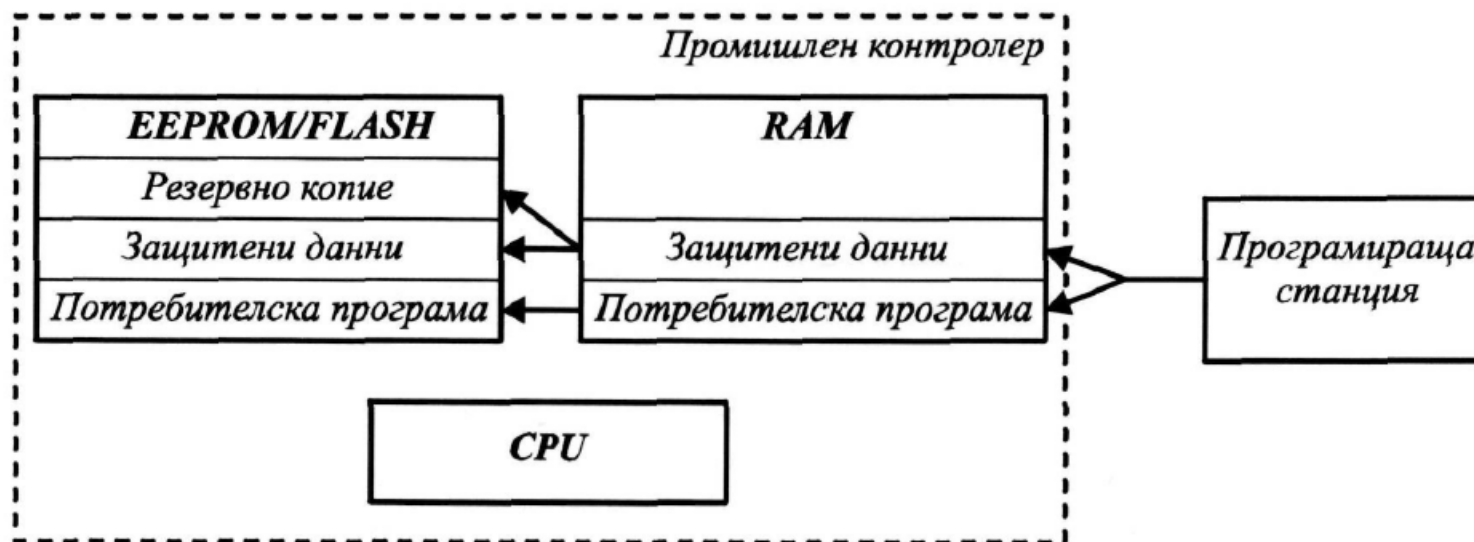 Промишлен контролер
EEPROM/FLASH
Резервно копие
Защитени данни
Потребителска програма
RAM
Защитени данни
Потребителска програма
Програмираща
станция
CPU